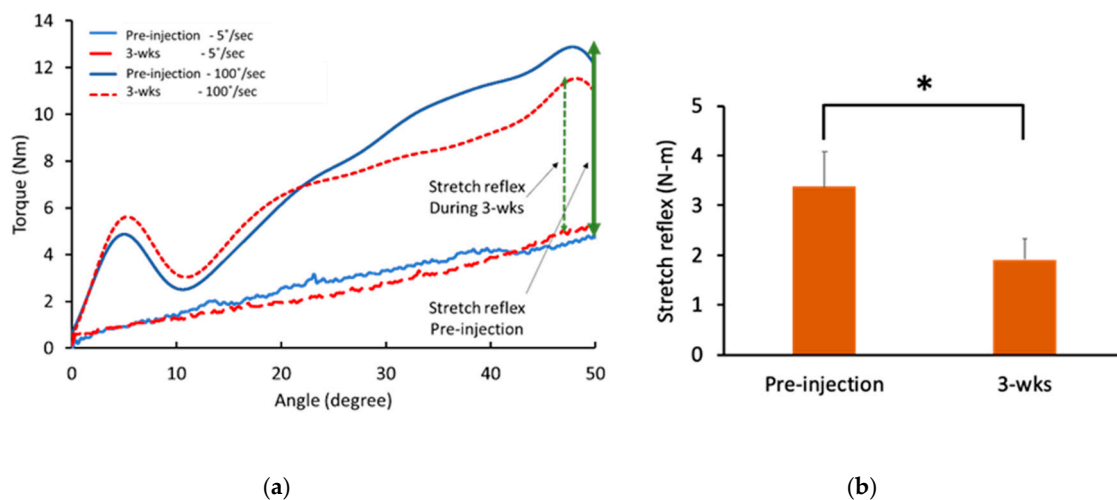 14
12
10
8
6
4
2
0
Torque (Nm)
Pre-injection - 5˚/sec
3-wks - 5˚/sec
Pre-injection - 100˚/sec
3-wks - 100˚/sec
Stretch reflex
During 3-wks
Stretch reflex
Pre-injection
0 10 20 30 40 50
Angle (degree)
(a)
*
5
4
3
2
1
0
Stretch reflex (N-m)
Pre-injection 3-wks
(b)